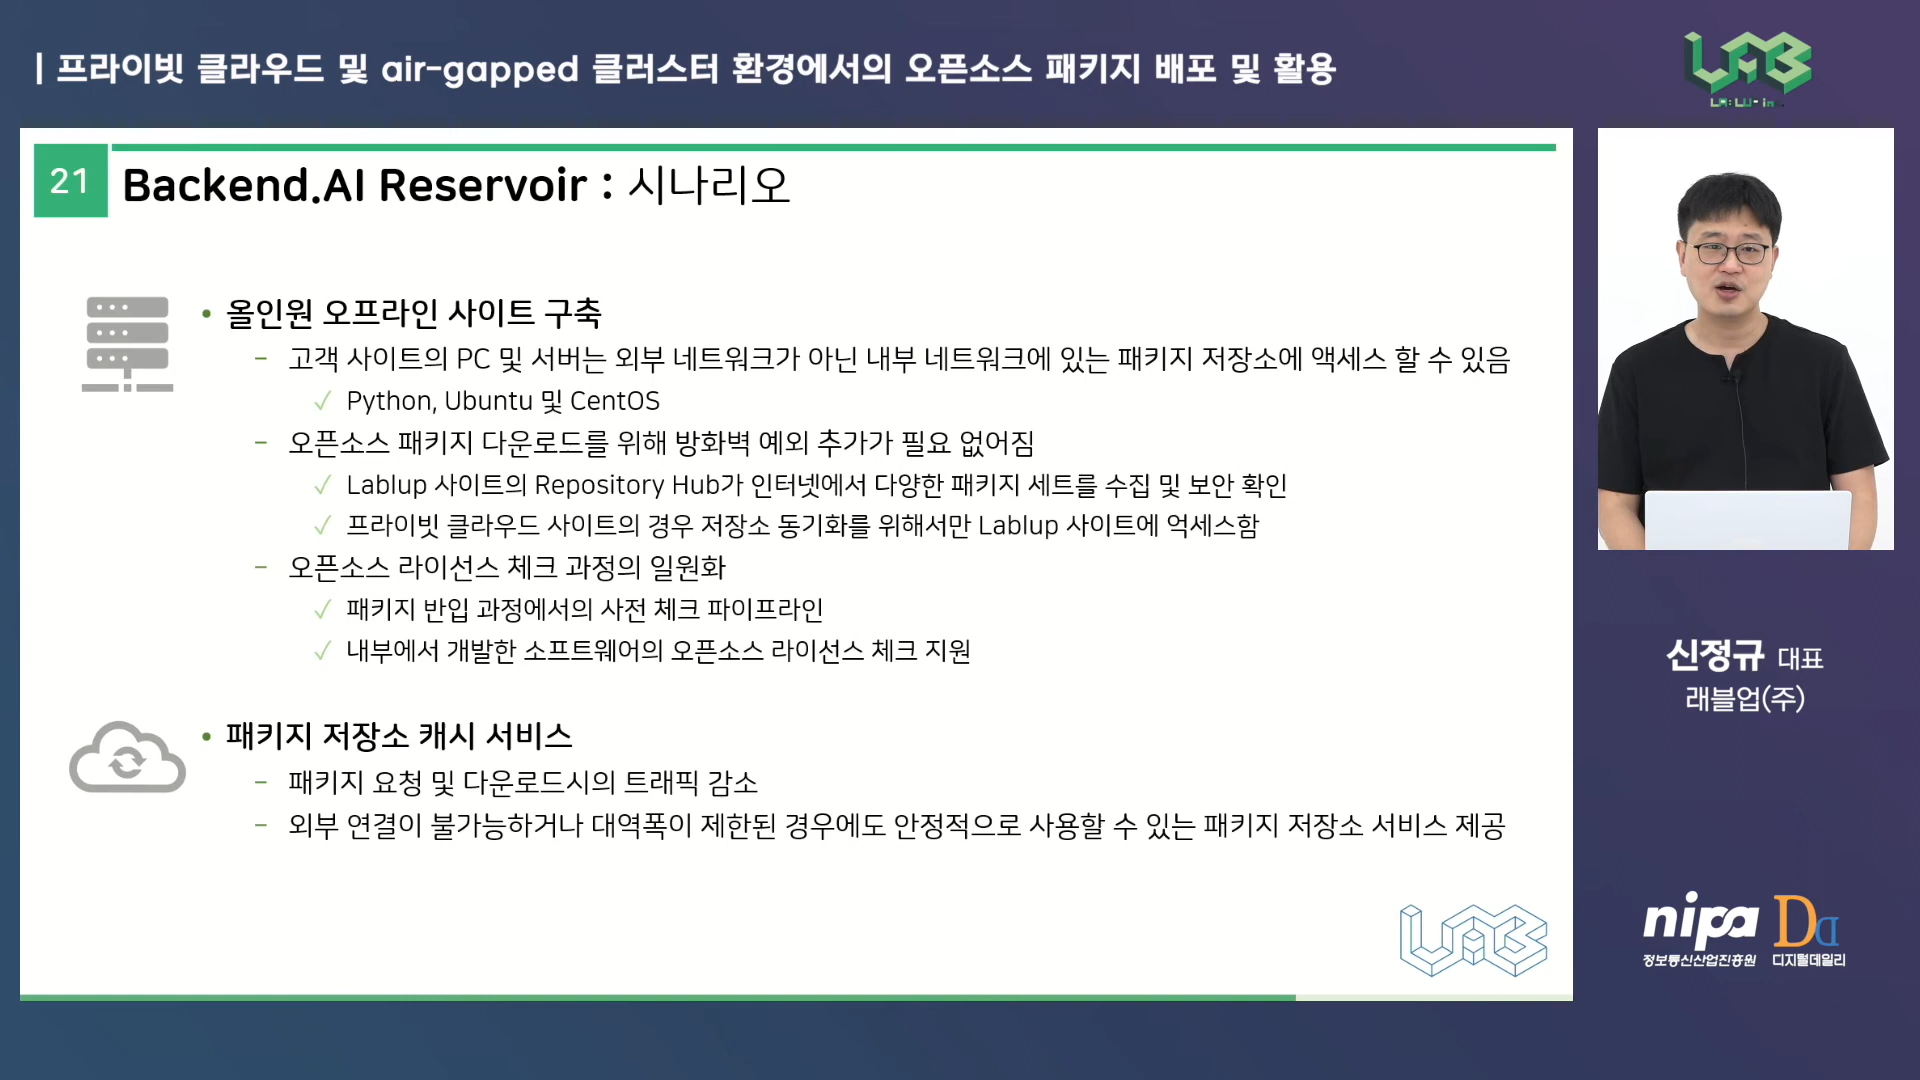 | 프라이빗 클라우드 및 air-gapped 클러스터 환경에서의 오픈소스 패키지 배포 및 활용
21
Backend.AI Reservoir : 시나리오
• 올인원 오프라인 사이트 구축
– 고객 사이트의 PC 및 서버는 외부 네트워크가 아닌 내부 네트워크에 있는 패키지 저장소에 액세스 할 수 있음
✓ Python, Ubuntu 및 CentOS
– 오픈소스 패키지 다운로드를 위해 방화벽 예외 추가가 필요 없어짐
✓ Lablup 사이트의 Repository Hub가 인터넷에서 다양한 패키지 세트를 수집 및 보안 확인
✓ 프라이빗 클라우드 사이트의 경우 저장소 동기화를 위해서만 Lablup 사이트에 억세스함
– 오픈소스 라이선스 체크 과정의 일원화
✓ 패키지 반입 과정에서의 사전 체크 파이프라인
✓ 내부에서 개발한 소프트웨어의 오픈소스 라이선스 체크 지원
• 패키지 저장소 캐시 서비스
– 패키지 요청 및 다운로드시의 트래픽 감소
– 외부 연결이 불가능하거나 대역폭이 제한된 경우에도 안정적으로 사용할 수 있는 패키지 저장소 서비스 제공
LAB
LAB
신정규 대표
래블업(주)
nipa
정보통신산업진흥원
디지털데일리